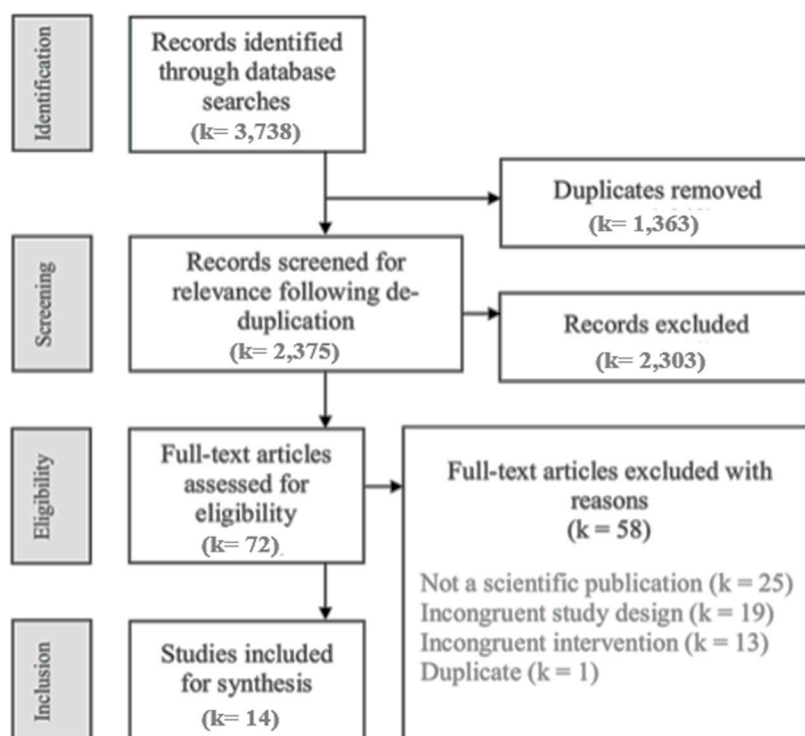 Identification
Records identified
through database
searches
(k= 3,738)
Duplicates removed
(k= 1,363)
Screening
Records screened for
relevance following de-
duplication
(k= 2,375)
Records excluded
(k= 2,303)
Eligibility
Full-text articles
assessed for
eligibility
(k= 72)
Full-text articles excluded with
reasons
(k = 58)
Not a scientific publication (k = 25)
Incongruent study design (k = 19)
Incongruent intervention (k = 13)
Duplicate (k = 1)
Inclusion
Studies included
for synthesis
(k= 14)